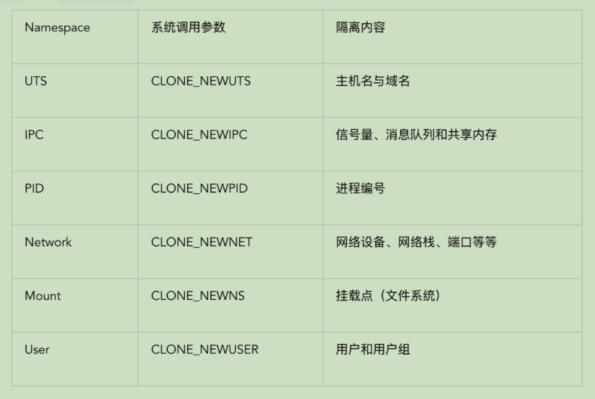 Namespace 系统调用参数 隔离内容
UTS CLONE_NEWUTS 主机名与域名
IPC CLONE_NEWIPC 信号量、消息队列和共享内存
PID CLONE_NEWPID 进程编号
Network CLONE_NEWNET 网络设备、网络栈、端口等等
Mount CLONE_NEWNS 挂载点（文件系统）
User CLONE_NEWUSER 用户和用户组